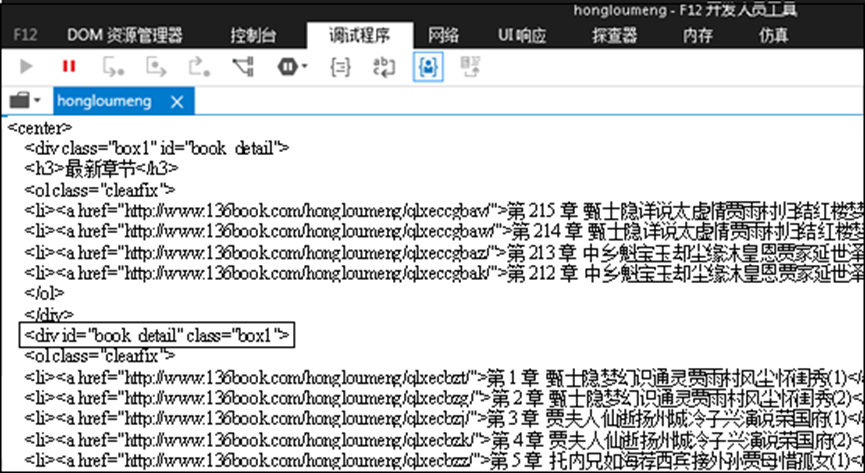 hongloumeng - F12 开发人员工具
F12 DOM 资源管理器 控制台 调试程序 网络 UI 响应 探查器 内存 仿真
hongloumeng ×
<center>
<div class="box1" id="book_detail">
<h3>最新章节</h3>
<ol class="clearfix">
<li><a href="http://www.136book.com/hongloumeng/qlxeccgbav/">第 215 章 甄士隐详说太虚情贾雨村归结红楼梦
<li><a href="http://www.136book.com/hongloumeng/qlxeccgbaw/">第 214 章 甄士隐详说太虚情贾雨村归结红楼梦
<li><a href="http://www.136book.com/hongloumeng/qlxeccgbaz/">第 213 章 中乡魁宝玉却尘缘沐皇恩贾家延世泽
<li><a href="http://www.136book.com/hongloumeng/qlxeccgbak/">第 212 章 中乡魁宝玉却尘缘沐皇恩贾家延世泽
</ol>
</div>
<div id="book_detail" class="box1">
<ol class="clearfix">
<li><a href="http://www.136book.com/hongloumeng/qlxecbzt/">第 1 章 甄士隐梦幻识通灵贾雨村风尘怀闺秀(1)</
<li><a href="http://www.136book.com/hongloumeng/qlxecbzg/">第 2 章 甄士隐梦幻识通灵贾雨村风尘怀闺秀(2)</
<li><a href="http://www.136book.com/hongloumeng/qlxecbzj/">第 3 章 贾夫人仙逝扬州城冷子兴演说荣国府(1)</
<li><a href="http://www.136book.com/hongloumeng/qlxecbzk/">第 4 章 贾夫人仙逝扬州城冷子兴演说荣国府(2)</
<li><a href="http://www.136book.com/hongloumeng/qlxecbzz/">第 5 章 托内兄如海荐西宾接外孙贾母惜孤女(1)